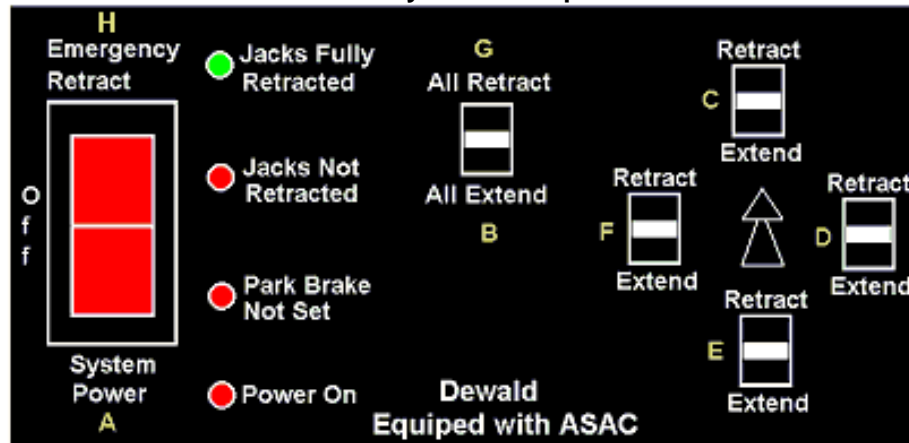 H
Emergency
Retract
O
f
f
System
Power
A
Jacks Fully
Retracted
Jacks Not
Retracted
Park Brake
Not Set
Power On
G
All Retract
All Extend
B
Dewald
Equiped with ASAC
Retract
C
Extend
Retract
F
Extend
Retract
D
Extend
Retract
E
Extend